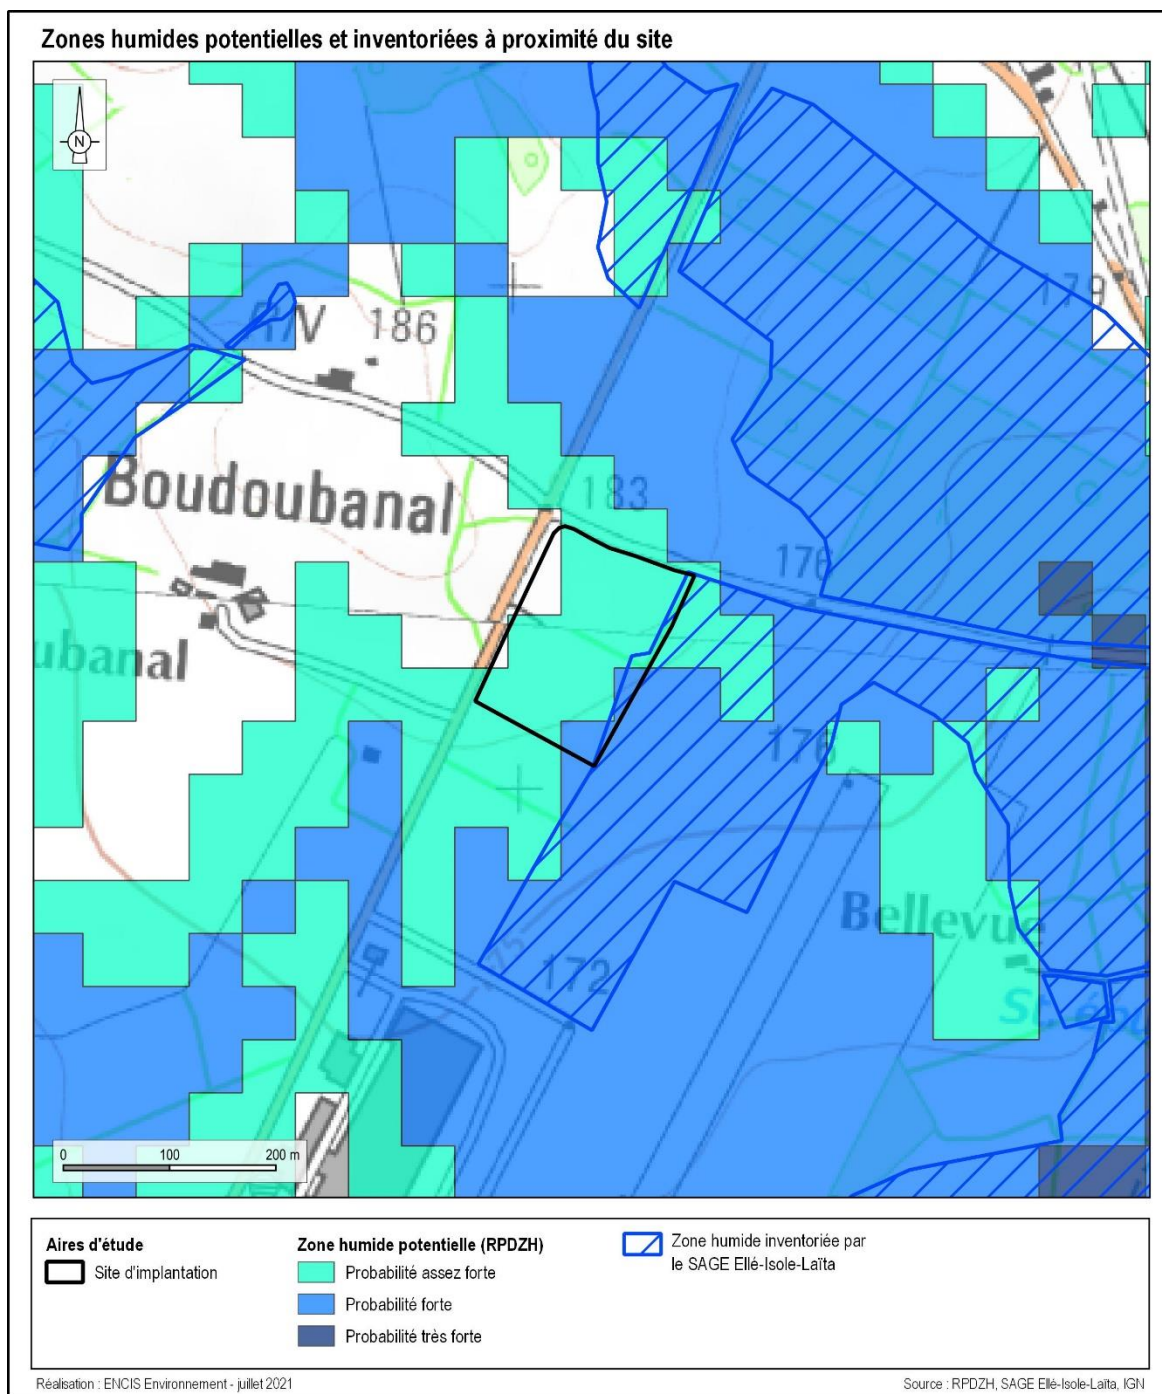 Zones humides potentielles et inventoriées à proximité du site
N
186
179
183
Boudoubanal
176
ubanal
176
Bellevue
172
0 100 200 m
Aires d'étude
Site d'implantation
Zone humide potentielle (RPDZH)
Probabilité assez forte
Probabilité forte
Probabilité très forte
Zone humide inventoriée par
le SAGE Ellé-Isole-Laïta
Réalisation : ENCIS Environnement - juillet 2021
Source : RPDZH, SAGE Ellé-Isole-Laïta, IGN